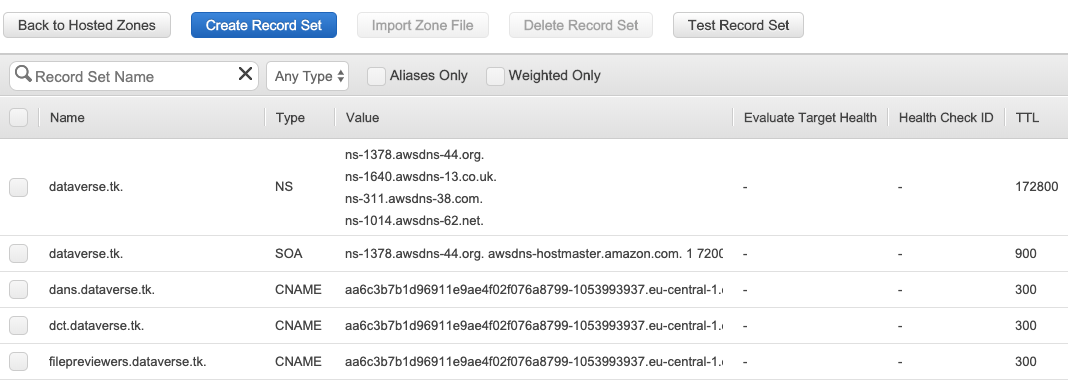 Back to Hosted Zones Create Record Set Import Zone File Delete Record Set Test Record Set
Record Set Name Any Type Aliases Only Weighted Only
Name Type Value Evaluate Target Health Health Check ID TTL
ns-1378.awsdns-44.org.
ns-1640.awsdns-13.co.uk.
dataverse.tk. NS - - 172800
ns-311.awsdns-38.com.
ns-1014.awsdns-62.net.
dataverse.tk. SOA ns-1378.awsdns-44.org. awsdns-hostmaster.amazon.com. 1 720 - - 900
dans.dataverse.tk. CNAME aa6c3b7b1d96911e9ae4f02f076a8799-1053993937.eu-central-1. - - 300
dct.dataverse.tk. CNAME aa6c3b7b1d96911e9ae4f02f076a8799-1053993937.eu-central-1. - - 300
filepreviewers.dataverse.tk. CNAME aa6c3b7b1d96911e9ae4f02f076a8799-1053993937.eu-central-1. - - 300